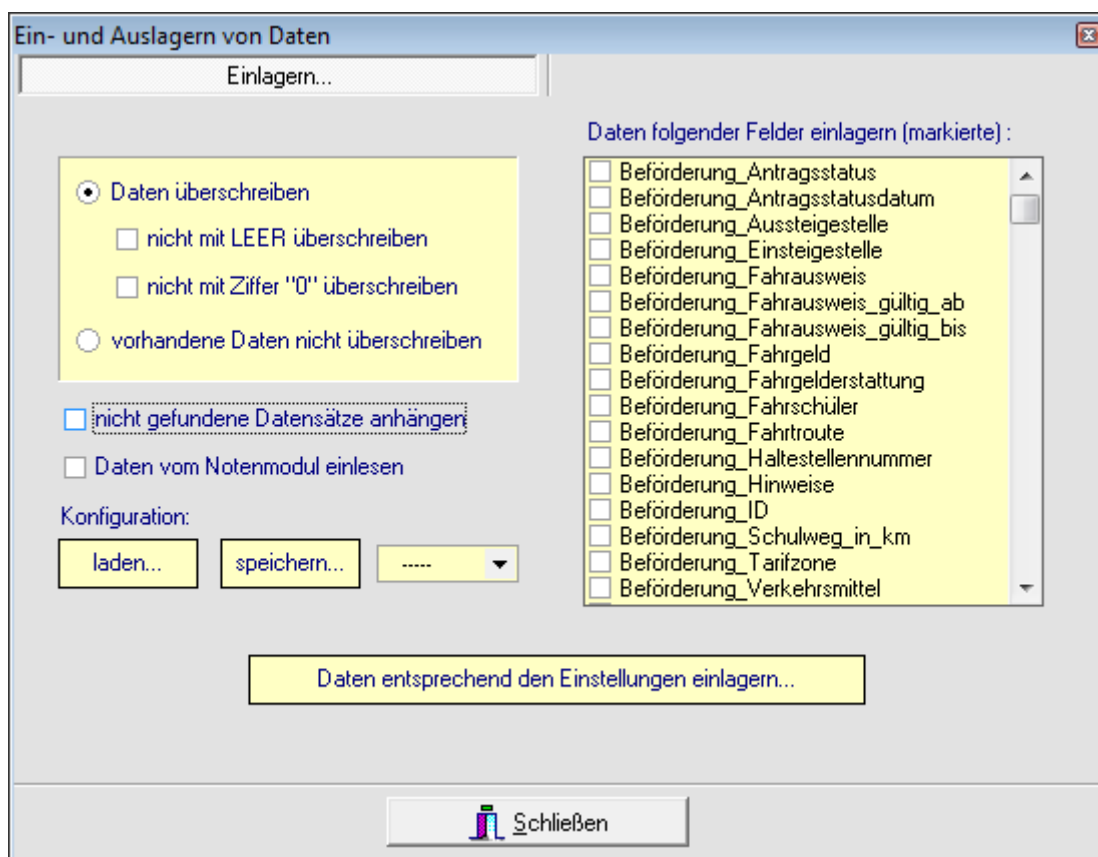 Ein- und Auslagern von Daten
Einlagern...
Daten überschreiben
nicht mit LEER überschreiben
nicht mit Ziffer "0" überschreiben
vorhandene Daten nicht überschreiben
nicht gefundene Datensätze anhängen
Daten vom Notenmodul einlesen
Konfiguration:
laden...
speichern...
-----
Daten folgender Felder einlagern (markierte) :
Beförderung_Antragsstatus
Beförderung_Antragsstatusdatum
Beförderung_Aussteigestelle
Beförderung_Einsteigestelle
Beförderung_Fahrausweis
Beförderung_Fahrausweis_gültig_ab
Beförderung_Fahrausweis_gültig_bis
Beförderung_Fahrgeld
Beförderung_Fahrgelderstattung
Beförderung_Fahrschüler
Beförderung_Fahrtroute
Beförderung_Haltestellennummer
Beförderung_Hinweise
Beförderung_ID
Beförderung_Schulweg_in_km
Beförderung_Tarifzone
Beförderung_Verkehrsmittel
Daten entsprechend den Einstellungen einlagern...
Schließen